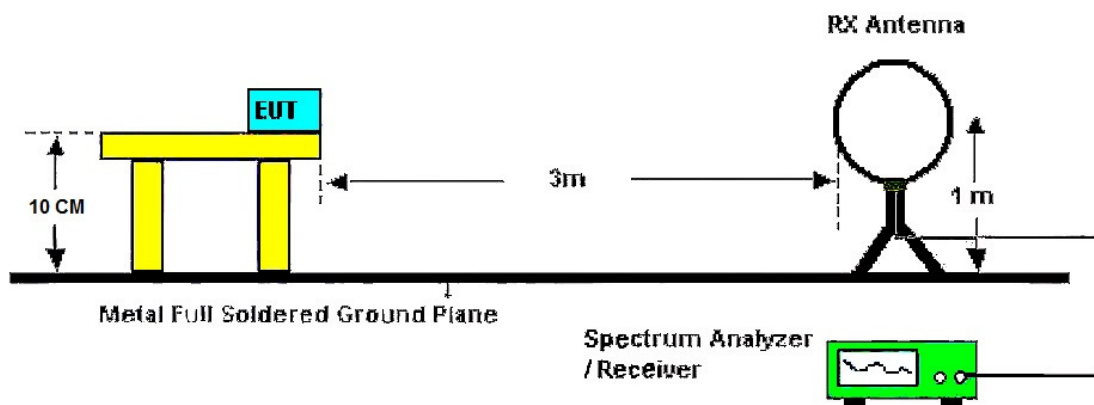 RX Antenna
EUT
3m
10 CM
1 m
Metal Full Soldered Ground Plane
Spectrum Analyzer
/ Receiver